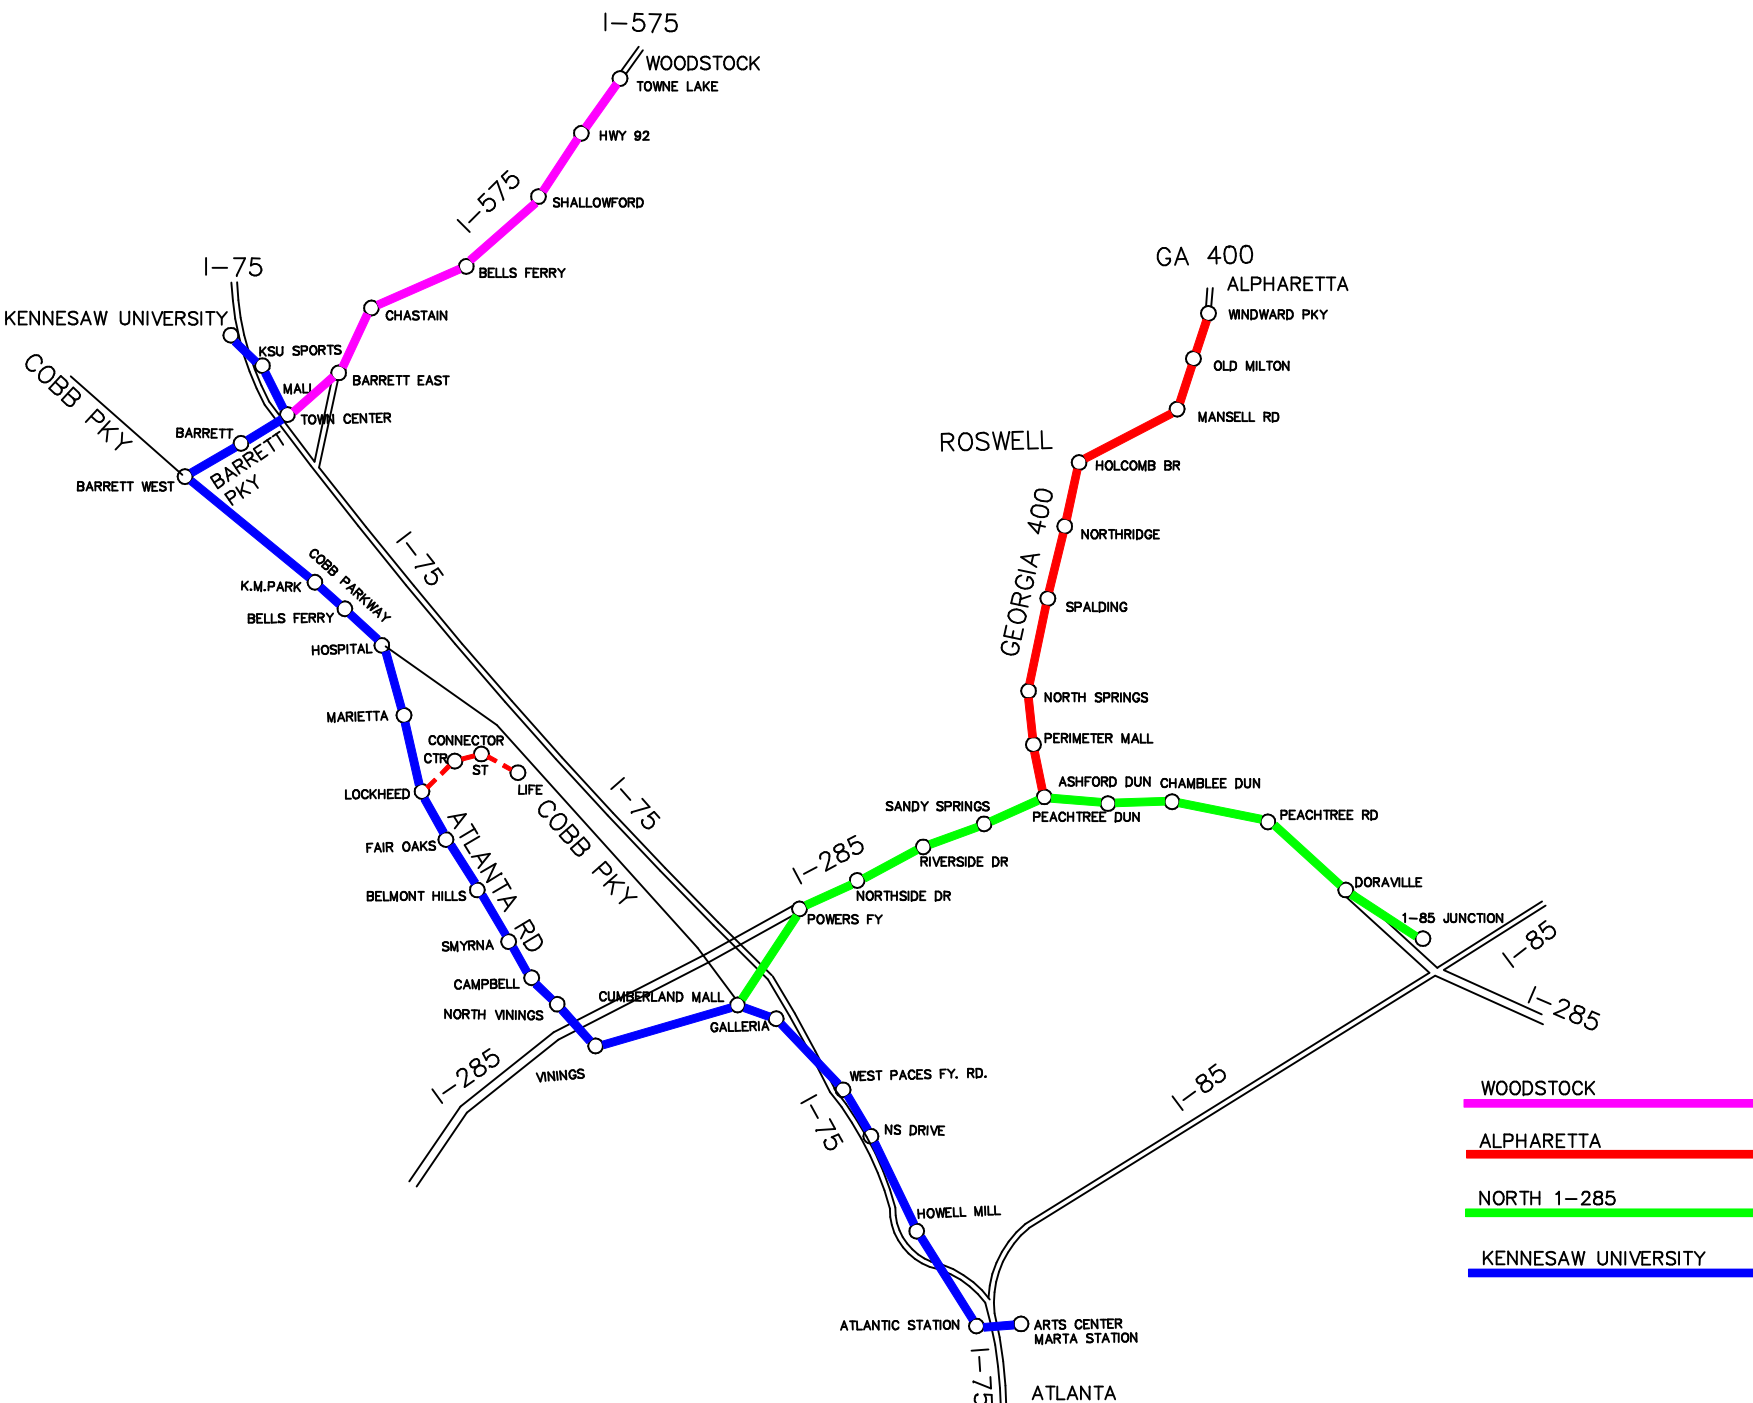 I-575
WOODSTOCK
TOWNE LAKE
HWY 92
I-575
SHALLOWFORD
I-75
BELLS FERRY
GA 400
ALPHARETTA
WINDWARD PKY
KENNESAW UNIVERSITY
CHASTAIN
KSU SPORTS
COBB PKY
MALL
BARRETT EAST
OLD MILTON
TOWN CENTER
MANSELL RD
BARRETT
BARRETT
PKY
BARRETT WEST
ROSWELL
HOLCOMB BR
GEORGIA 400
NORTHRIDGE
I-75
COBB PARKWAY
K.M.PARK
BELLS FERRY
HOSPITAL
SPALDING
NORTH SPRINGS
MARIETTA
PERIMETER MALL
CONNECTOR
CTR
ST
LIFE
LOCKHEED
I-75
COBB PKY
ATLANTA RD
ASHFORD DUN
CHAMBLEE DUN
SANDY SPRINGS
PEACHTREE DUN
PEACHTREE RD
FAIR OAKS
I-285
RIVERSIDE DR
BELMONT HILLS
NORTHSIDE DR
DORAVILLE
POWERS FY
1-85 JUNCTION
SMYRNA
I-85
CAMPBELL
CUMBERLAND MALL
NORTH VININGS
GALLERIA
I-285
VININGS
I-285
WEST PACES FY. RD.
I-85
I-75
NS DRIVE
WOODSTOCK
ALPHARETTA
NORTH 1-285
KENNESAW UNIVERSITY
HOWELL MILL
ATLANTIC STATION
ARTS CENTER
MARTA STATION
I-75
ATLANTA